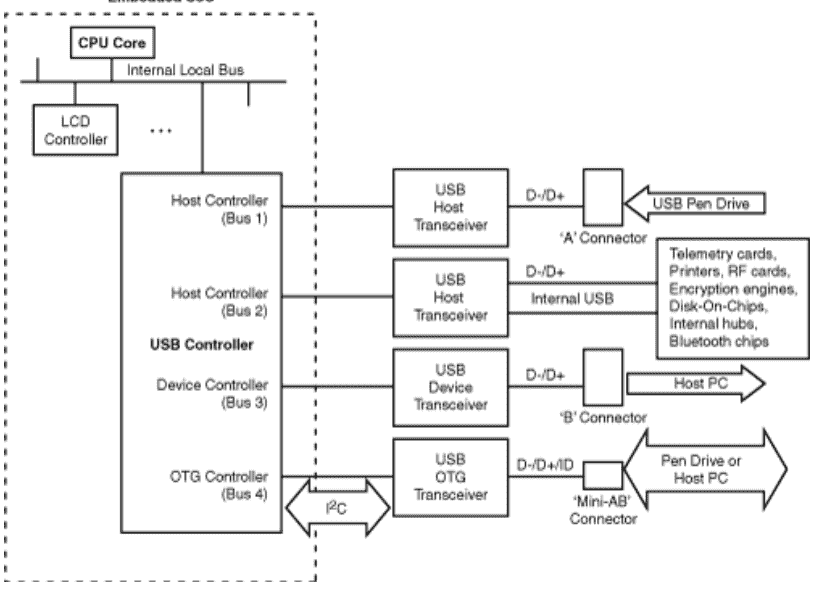 CPU Core
Internal Local Bus
LCD
Controller
...
Host Controller
(Bus 1)
USB
Host
Transceiver
D-/D+
'A' Connector
USB Pen Drive
Host Controller
(Bus 2)
USB
Host
Transceiver
D-/D+
Internal USB
Telemetry cards,
Printers, RF cards,
Encryption engines,
Disk-On-Chips,
Internal hubs,
Bluetooth chips
USB Controller
Device Controller
(Bus 3)
USB
Device
Transceiver
D-/D+
'B' Connector
Host PC
OTG Controller
(Bus 4)
I²C
USB
OTG
Transceiver
D-/D+/ID
'Mini-AB'
Connector
Pen Drive or
Host PC